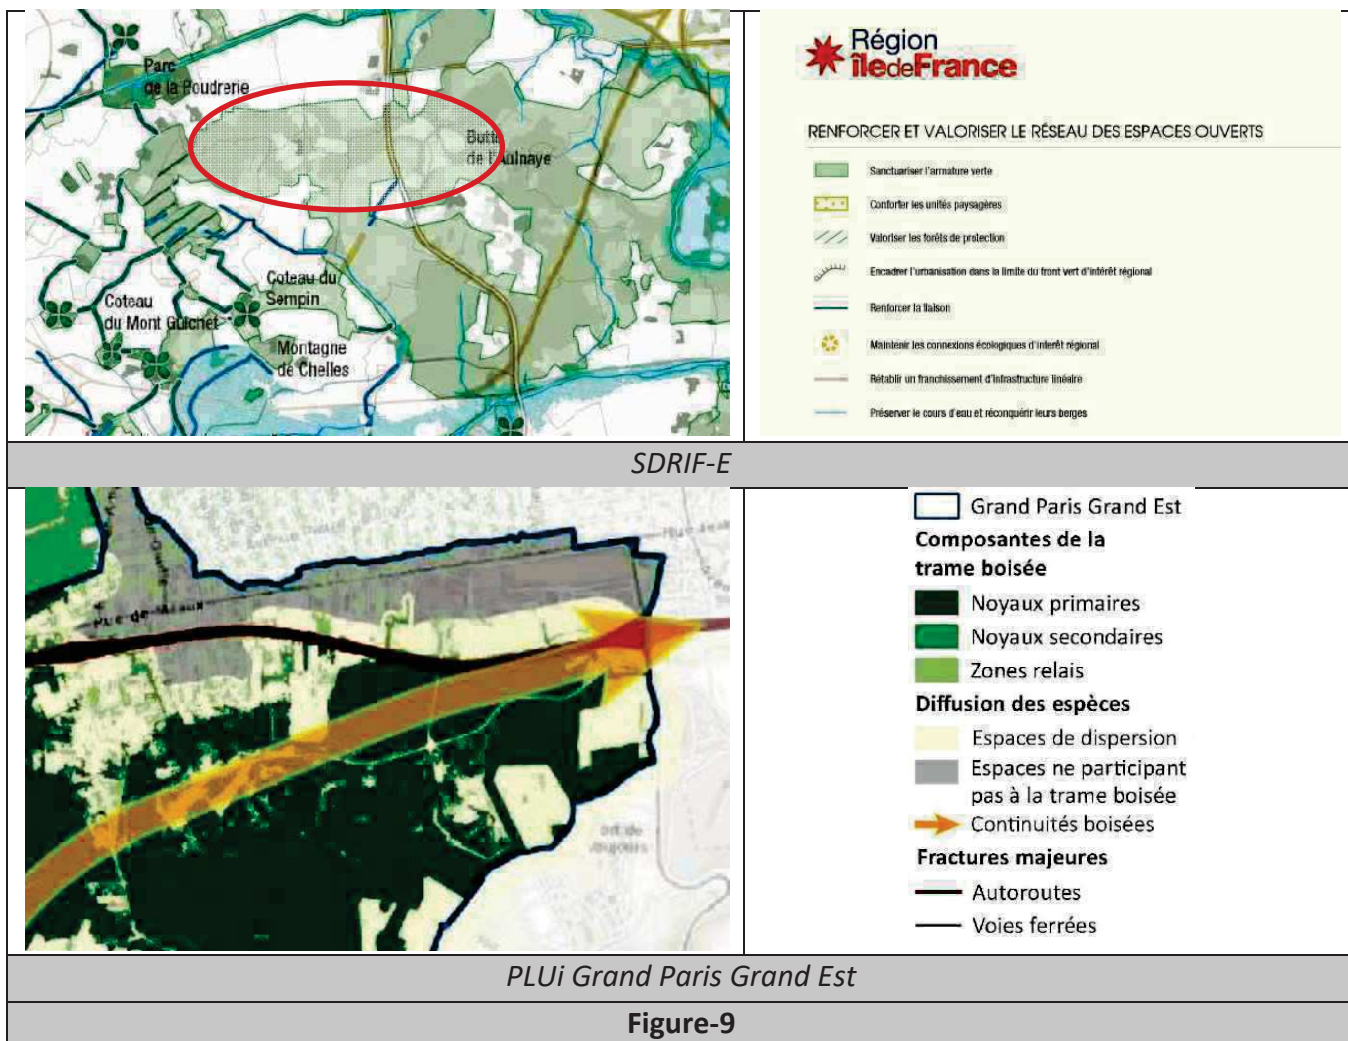 Parc
de la Poudrerie
Butte
de l'Aulnaye
Coteau du
Sempin
Coteau
du Mont Guichet
Montagne
de Chelles
Région
îledeFrance
RENFORCER ET VALORISER LE RÉSEAU DES ESPACES OUVERTS
Sanctuariser l'armature verte
Conforter les unités paysagères
Valoriser les forêts de protection
Encadrer l'urbanisation dans la limite du front vert d'intérêt régional
Renforcer la liaison
Maintenir les connexions écologiques d'intérêt régional
Rétablir un franchissement d'infrastructure linéaire
Préserver le cours d'eau et réconquérir leurs berges
SDRIF-E
Rue-de-Meaux
Grand Paris Grand Est
Composantes de la
trame boisée
Noyaux primaires
Noyaux secondaires
Zones relais
Diffusion des espèces
Espaces de dispersion
Espaces ne participant
pas à la trame boisée
Continuités boisées
Fractures majeures
Autoroutes
Voies ferrées
PLUi Grand Paris Grand Est
Figure-9